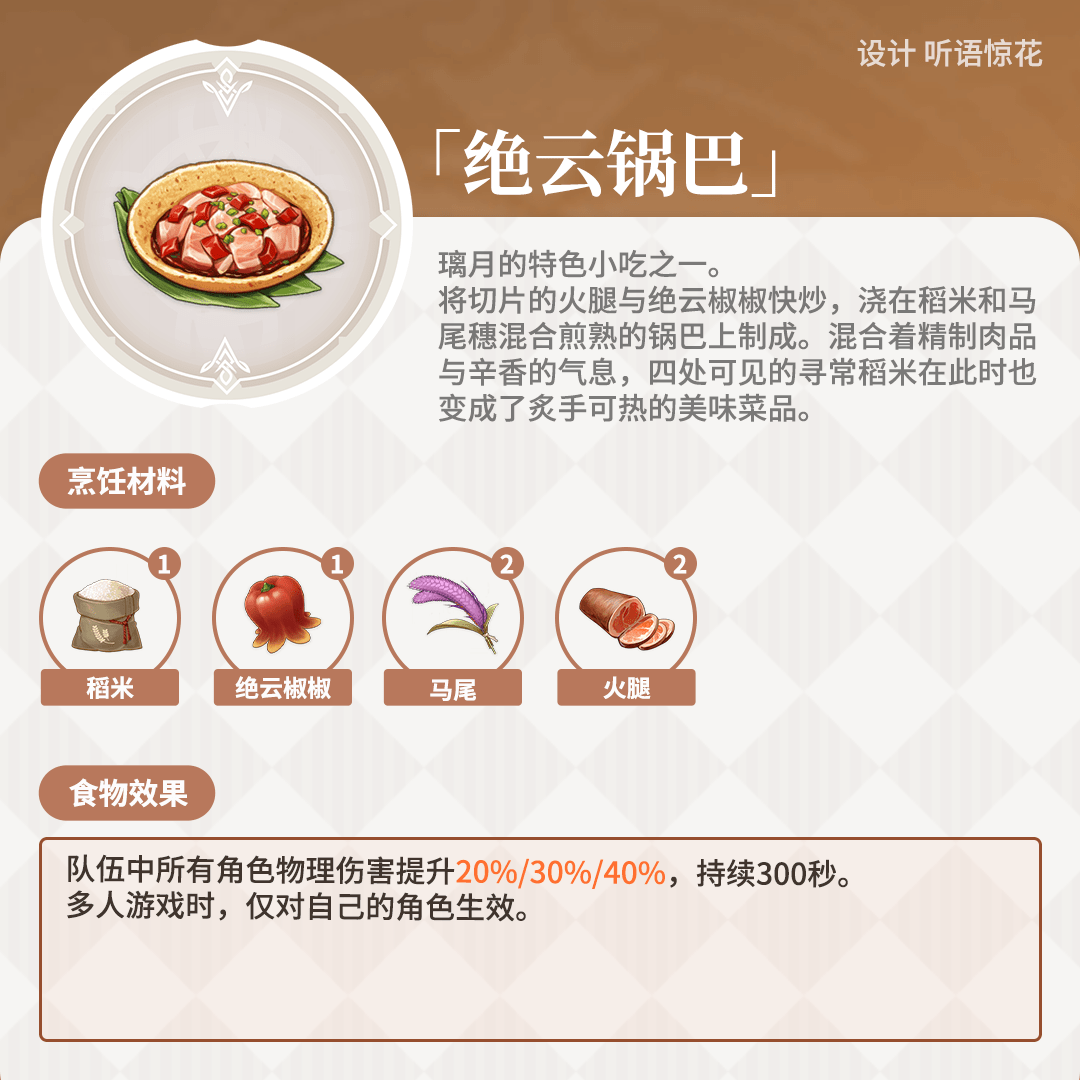 设计 听语惊花
「绝云锅巴」
璃月的特色小吃之一。
将切片的火腿与绝云椒椒快炒，浇在稻米和马
尾穗混合煎熟的锅巴上制成。混合着精制肉品
与辛香的气息，四处可见的寻常稻米在此时也
变成了炙手可热的美味菜品。
烹饪材料
1
1
2
2
稻米
绝云椒椒
马尾
火腿
食物效果
队伍中所有角色物理伤害提升20%/30%/40%，持续300秒。
多人游戏时，仅对自己的角色生效。